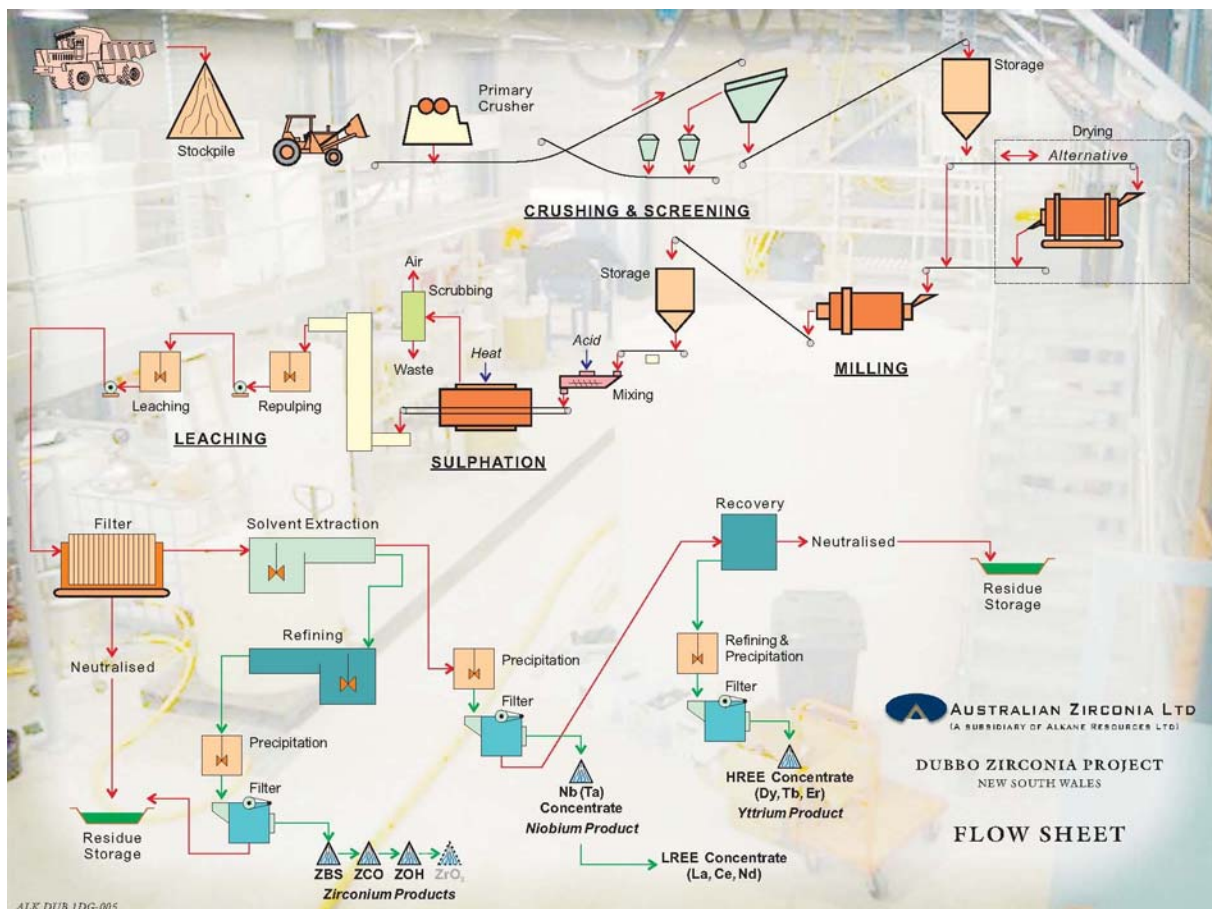 Stockpile
Primary
Crusher
Storage
Drying
Alternative
CRUSHING & SCREENING
Air
Scrubbing
Waste
Heat
Acid
Storage
Mixing
MILLING
Leaching
Repulping
LEACHING
SULPHATION
Filter
Solvent Extraction
Recovery
Neutralised
Residue
Storage
Neutralised
Refining
Precipitation
Refining &
Precipitation
Filter
Filter
Precipitation
Filter
Residue
Storage
ZBS
ZCO
ZOH
ZrO₂
Zirconium Products
Nb (Ta)
Concentrate
Niobium Product
HREE Concentrate
(Dy, Tb, Er)
Yttrium Product
LREE Concentrate
(La, Ce, Nd)
AUSTRALIAN ZIRCONIA LTD
(A SUBSIDIARY OF ALKANE RESOURCES LTD)
DUBBO ZIRCONIA PROJECT
NEW SOUTH WALES
FLOW SHEET
ALK DUB 1DG-005